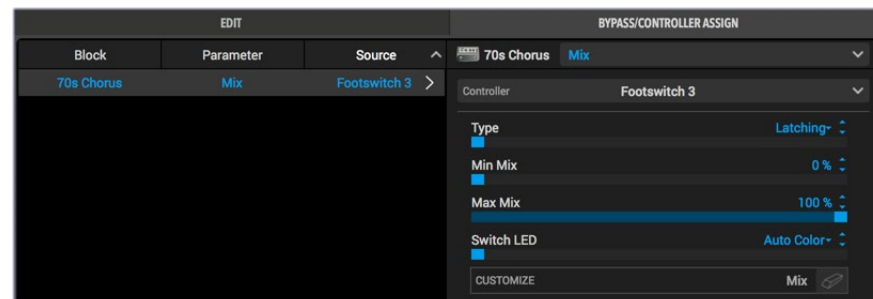 EDIT
BYPASS/CONTROLLER ASSIGN
Block Parameter Source
70s Chorus Mix
70s Chorus Mix Footswitch 3
Controller Footswitch 3
Type Latching
Min Mix 0 %
Max Mix 100 %
Switch LED Auto Color
CUSTOMIZE Mix